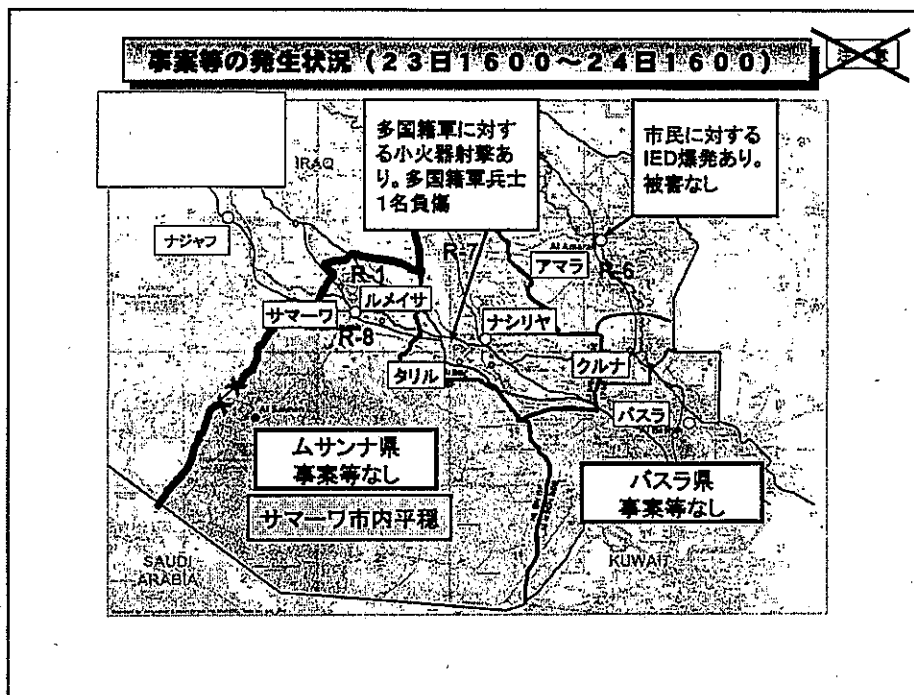 事案等の発生状況(23日1600~24日1600)
注意
多国籍軍に対す
る小火器射撃あ
り。多国籍軍兵士
1名負傷
市民に対する
IED爆発あり。
被害なし
IRAQ
ナジャフ
R-7
アマラ
R-6
R-1
ルメイサ
サマーワ
R-8
ナシリヤ
タリル
クルナ
バスラ
ムサンナ県
事案等なし
サマーワ市内平穏
バスラ県
事案等なし
SAUDI
ARABIA
KUWAIT